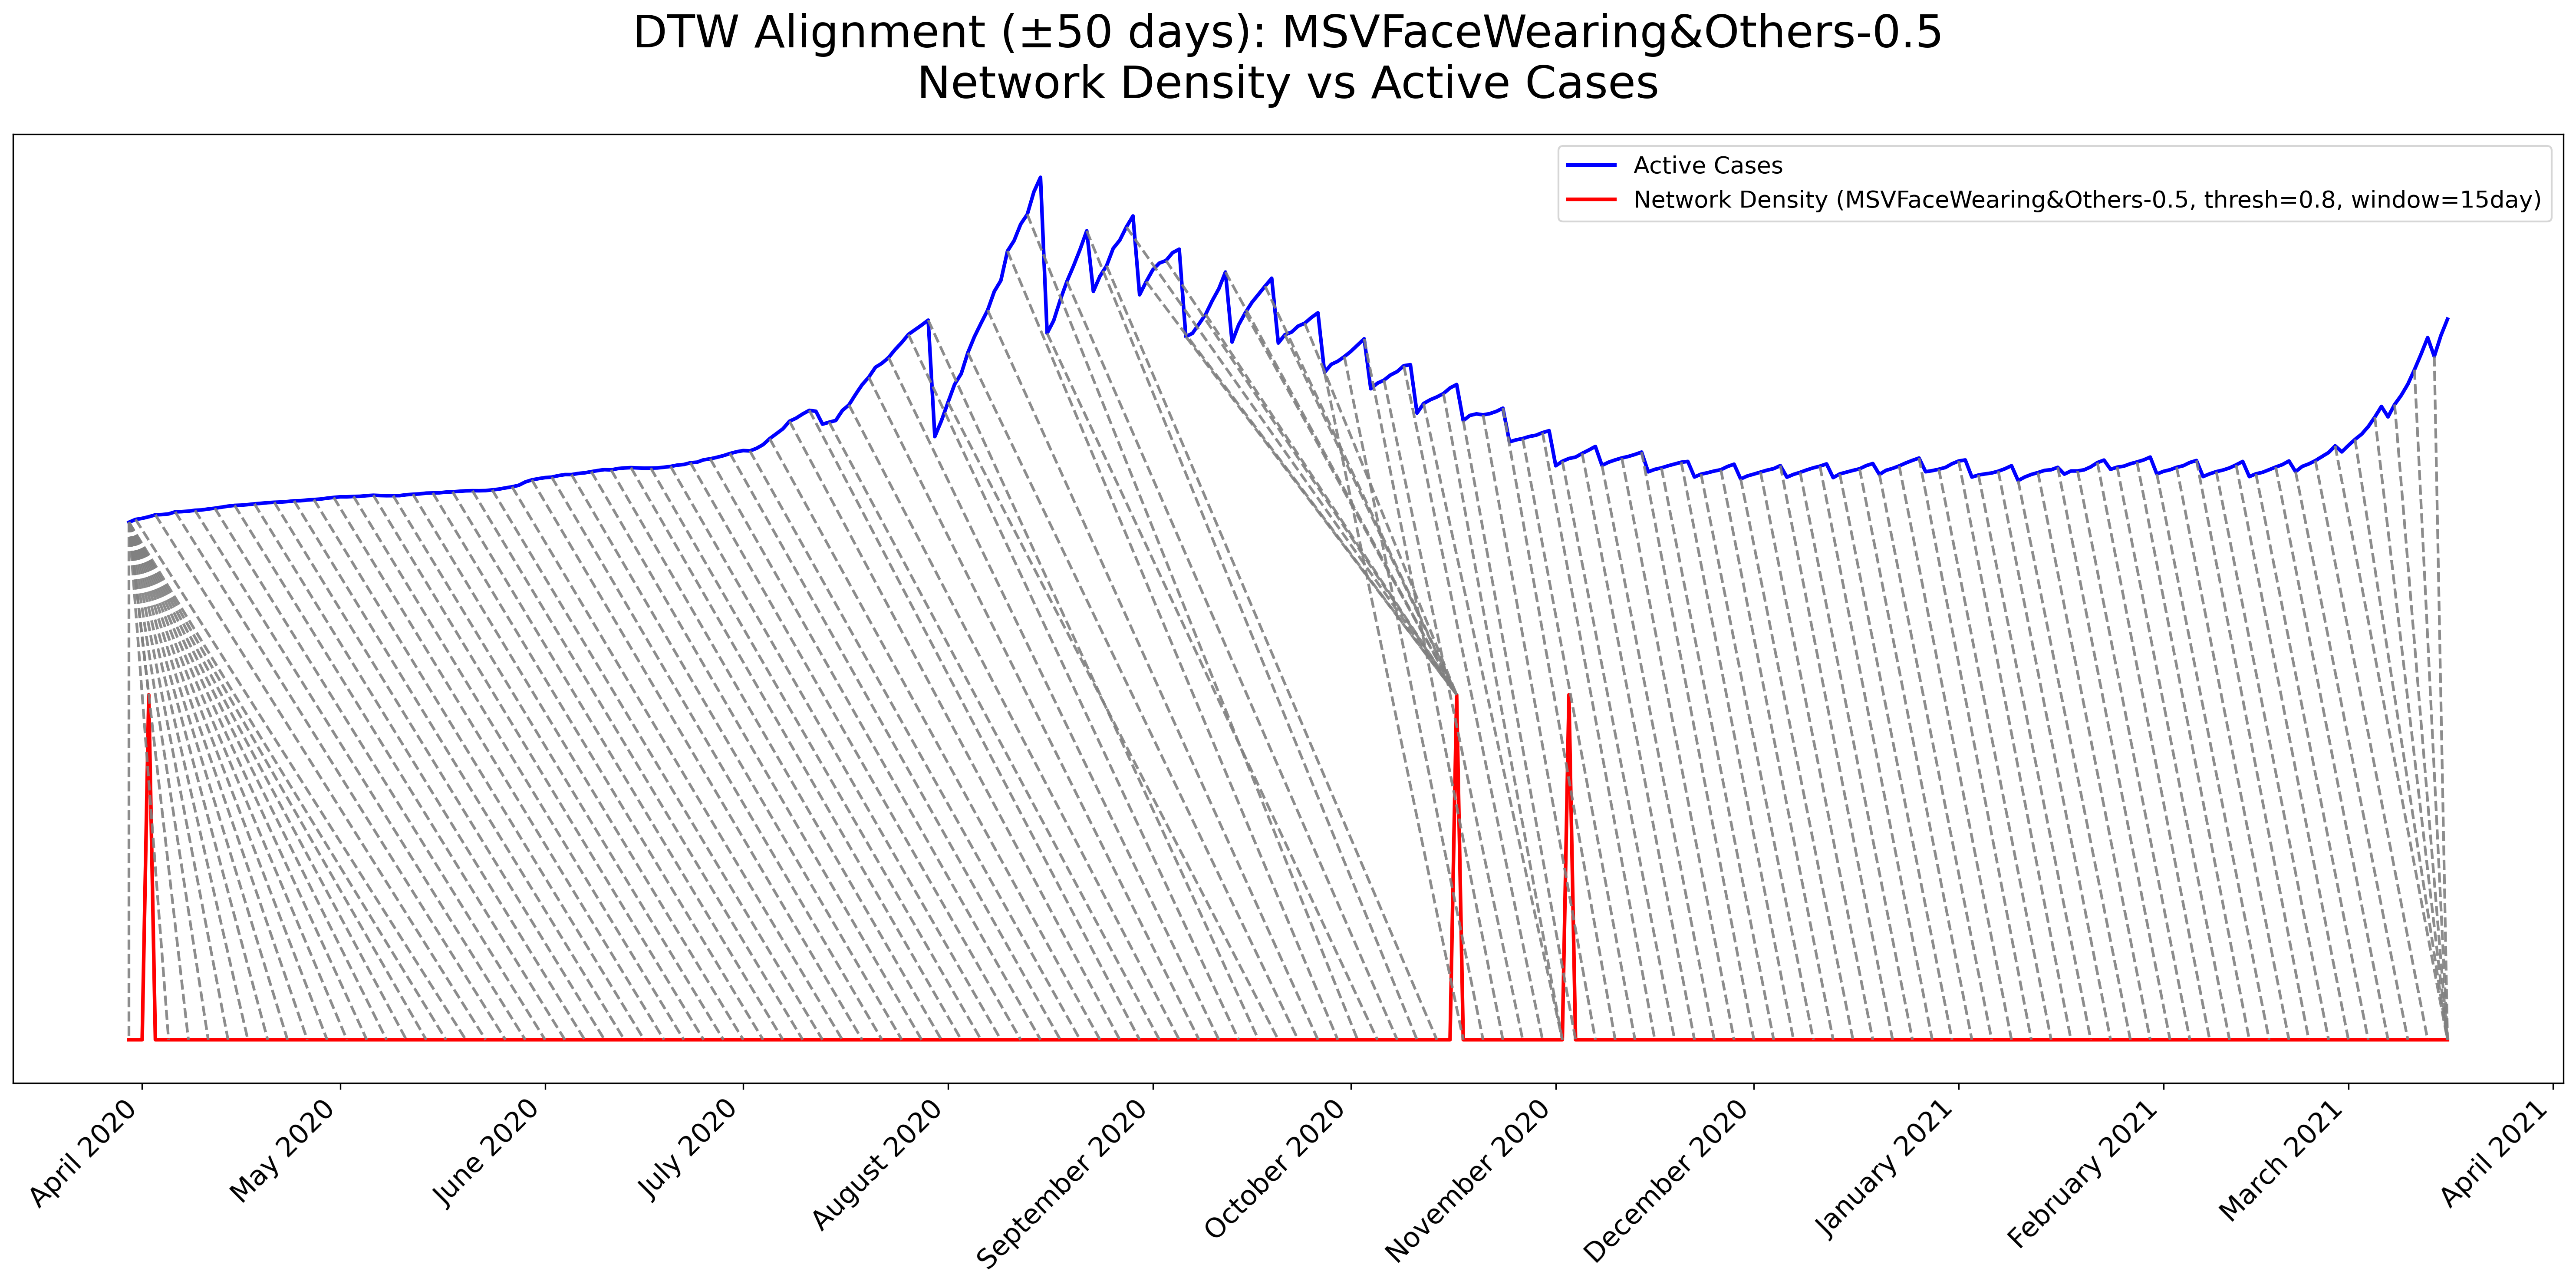 DTW Alignment (±50 days): MSVFaceWearing&Others-0.5
Network Density vs Active Cases
Active Cases
Network Density (MSVFaceWearing&Others-0.5, thresh=0.8, window=15day)
April 2020
May 2020
June 2020
July 2020
August 2020
September 2020
October 2020
November 2020
December 2020
January 2021
February 2021
March 2021
April 2021